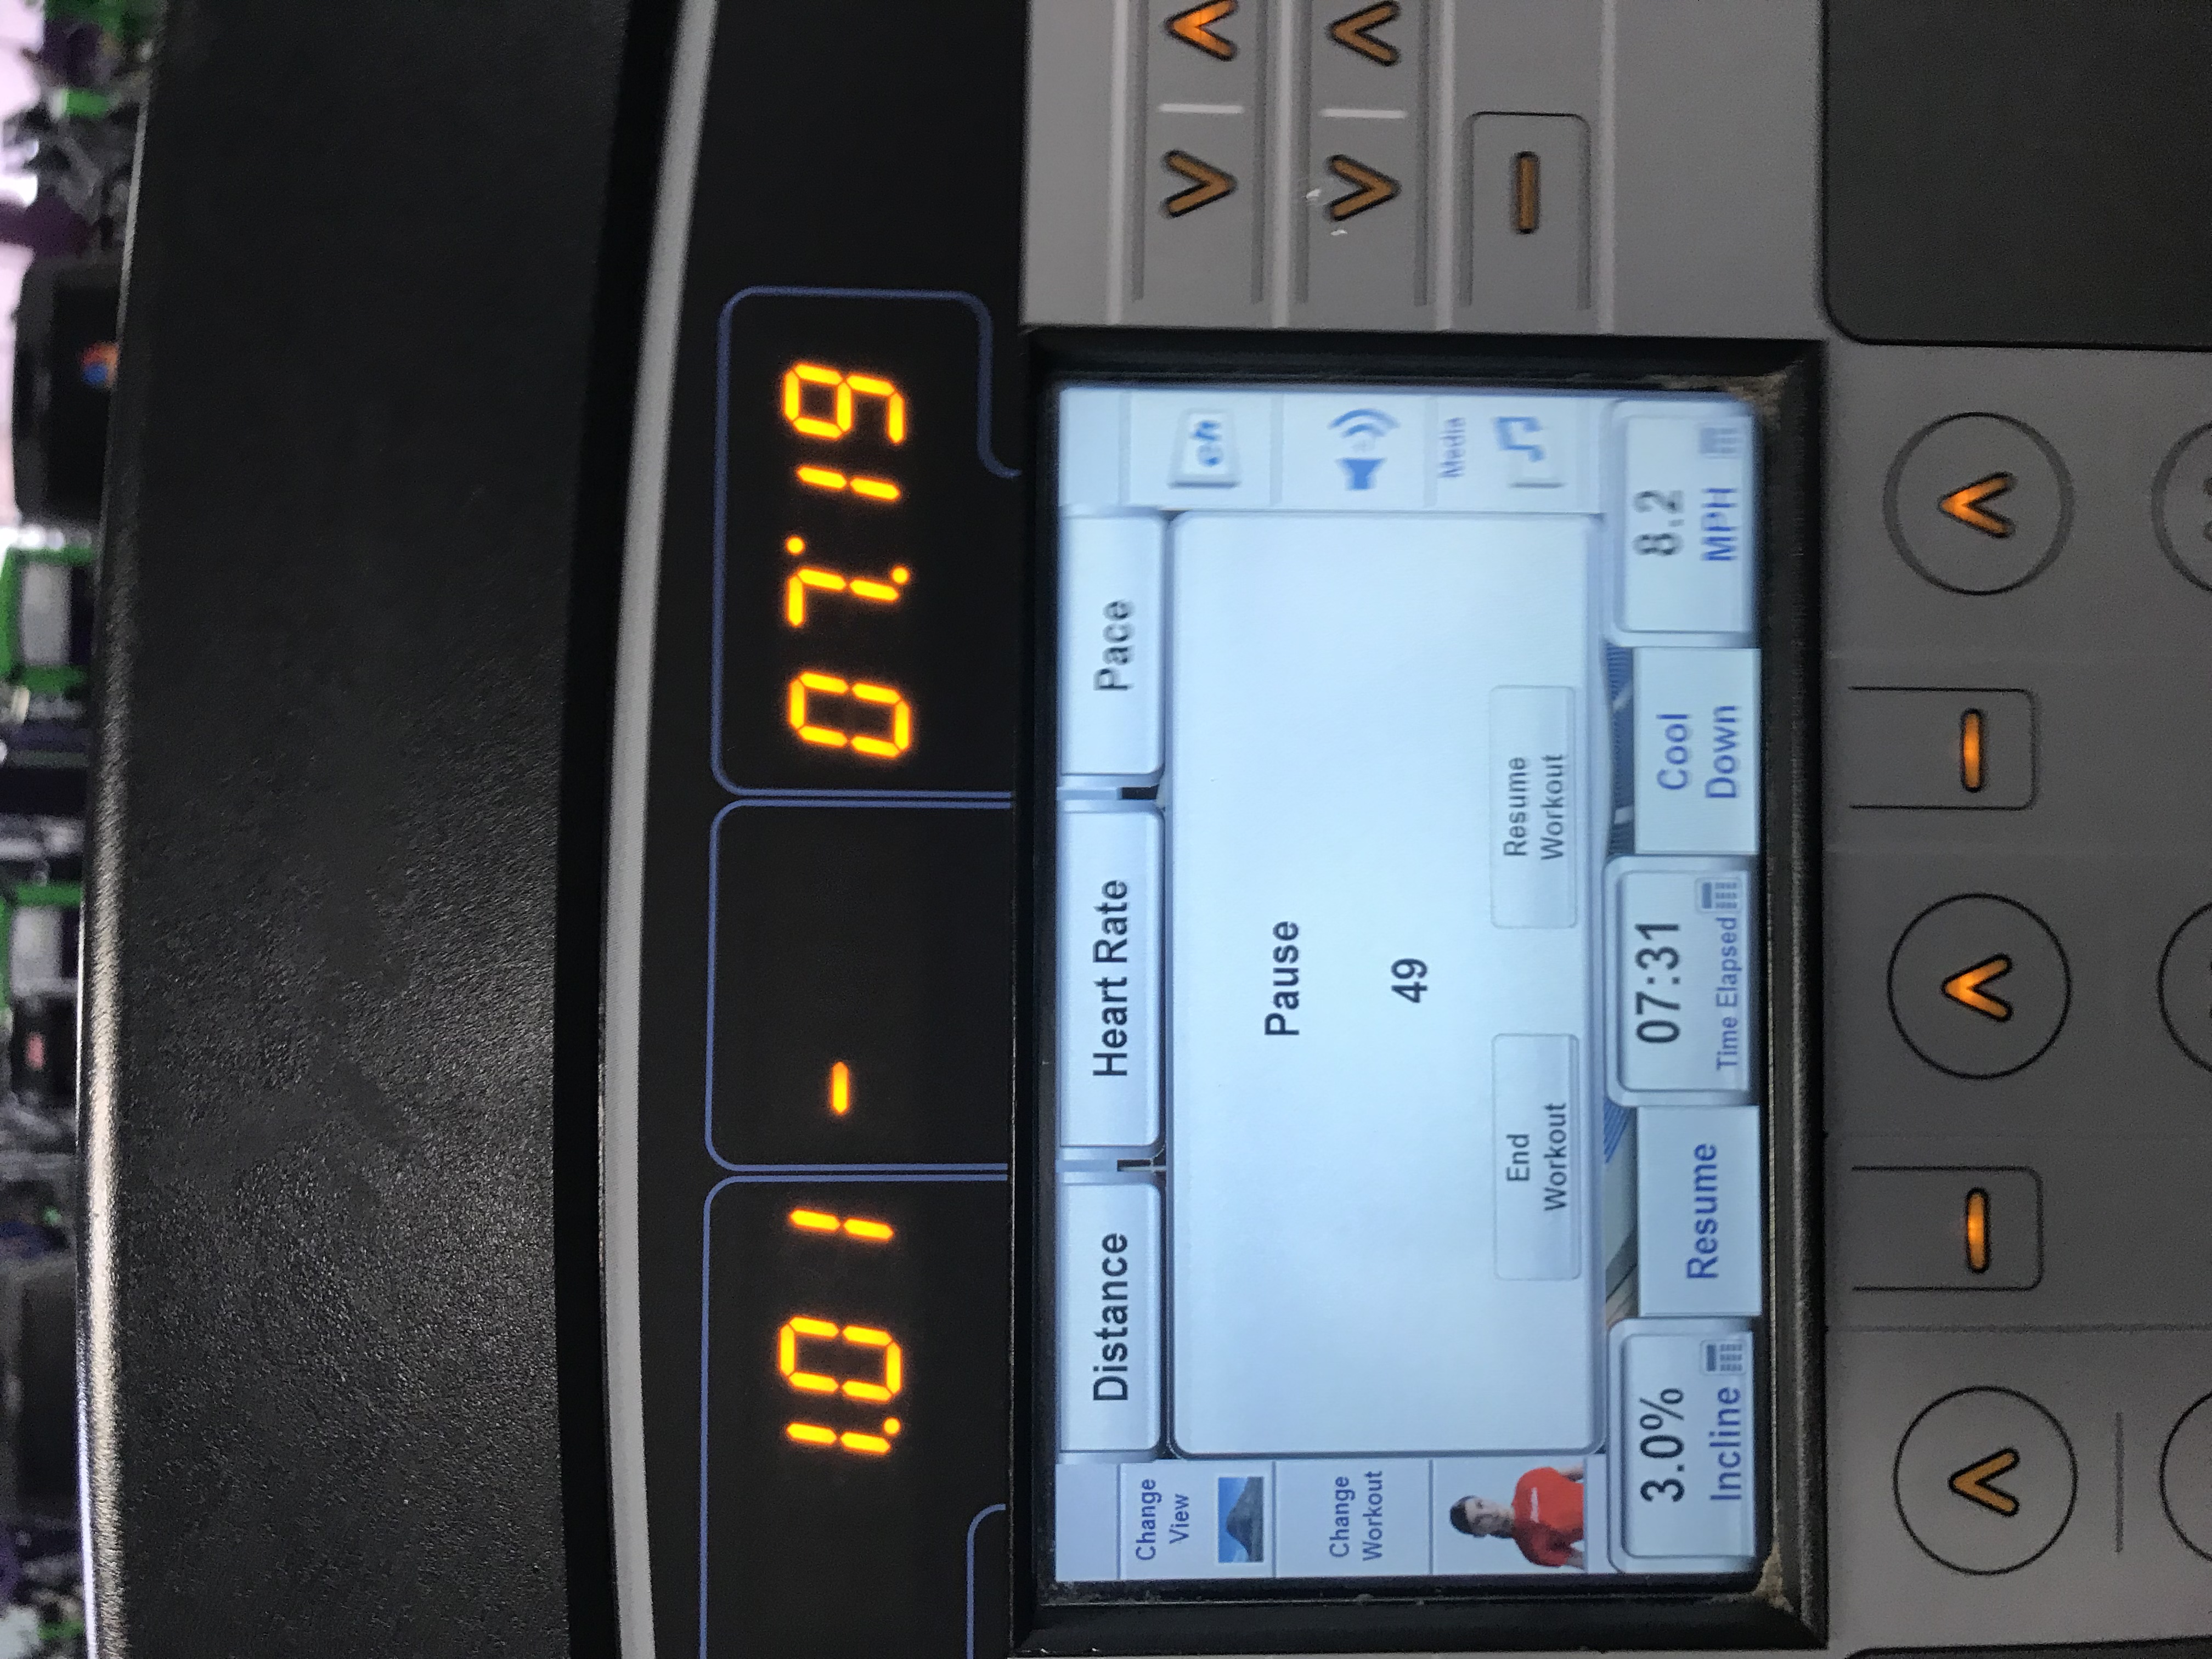 1.01 - 07:19
Distance Heart Rate Pace
Change
View
Change
Workout
Pause
49
End
Workout
Resume
Workout
en
Media
3.0%
Incline
Resume
07:31
Time Elapsed
Cool
Down
8.2
MPH